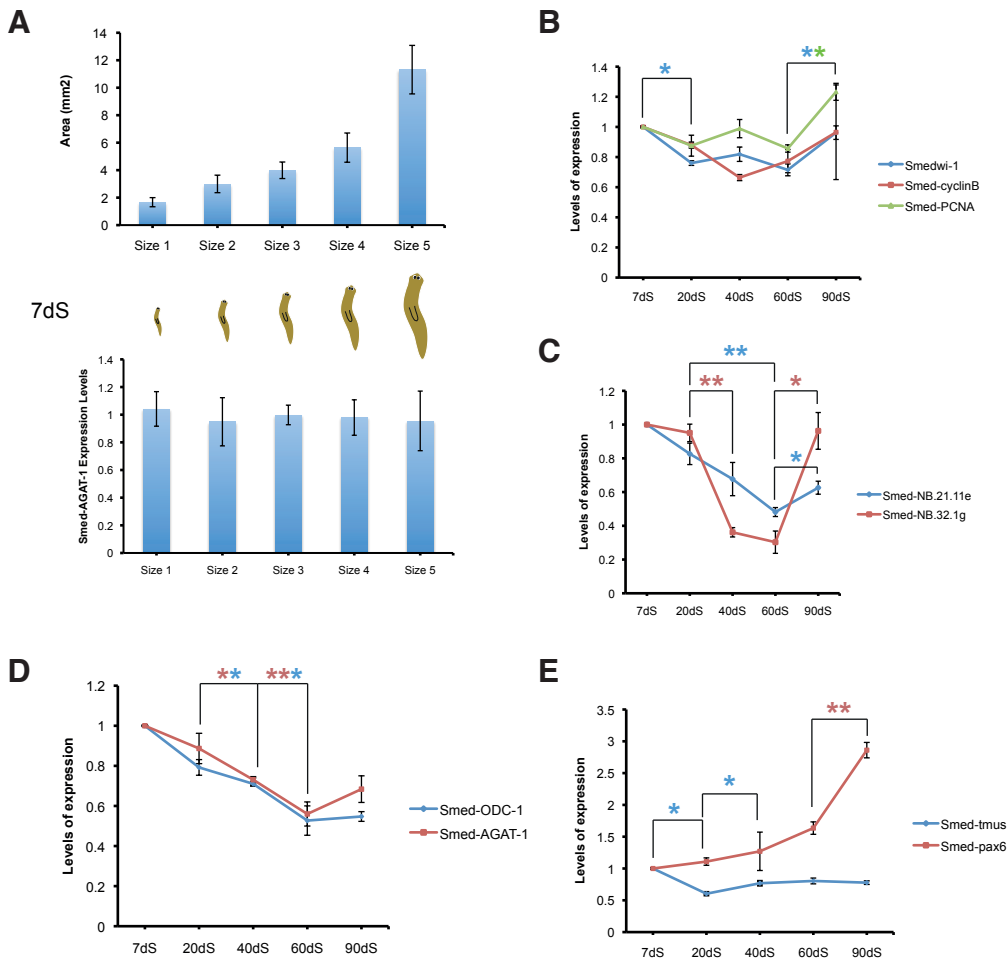 A
Area (mm2)
14
12
10
8
6
4
2
0
Size 1 Size 2 Size 3 Size 4 Size 5
7dS
Smed-AGAT-1 Expression Levels
1.4
1.2
1
0.8
0.6
0.4
0.2
0
Size 1 Size 2 Size 3 Size 4 Size 5
B
Levels of expression
1.4
1.2
1
0.8
0.6
0.4
0.2
0
* **
7dS 20dS 40dS 60dS 90dS
Smedwi-1
Smed-cyclinB
Smed-PCNA
C
Levels of expression
1.2
1
0.8
0.6
0.4
0.2
0
**
** *
*
7dS 20dS 40dS 60dS 90dS
Smed-NB.21.11e
Smed-NB.32.1g
D
Levels of expression
1.2
1
0.8
0.6
0.4
0.2
0
** ***
7dS 20dS 40dS 60dS 90dS
Smed-ODC-1
Smed-AGAT-1
E
Levels of expression
3.5
3
2.5
2
1.5
1
0.5
0
**
*
*
7dS 20dS 40dS 60dS 90dS
Smed-tmus
Smed-pax6